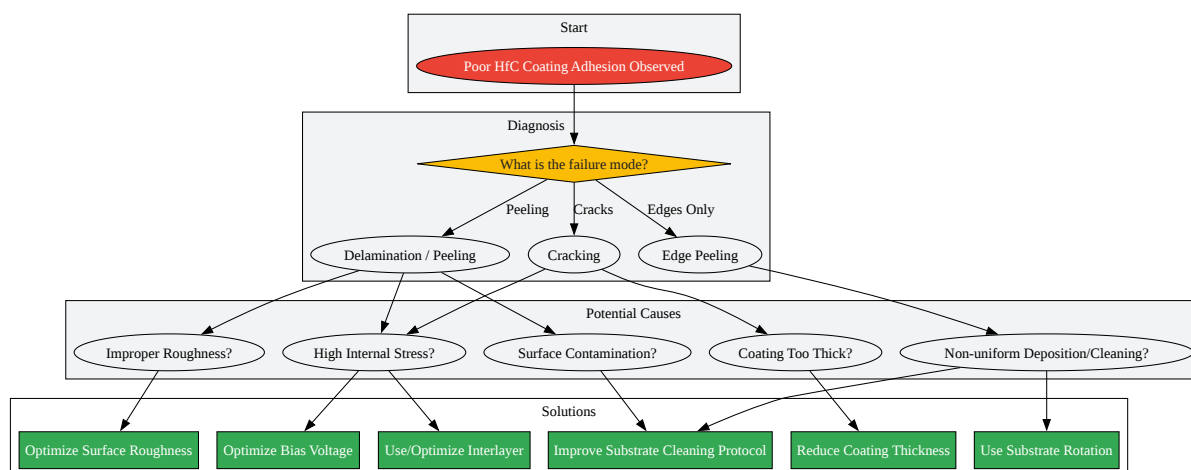 Start
Poor HfC Coating Adhesion Observed
Diagnosis
What is the failure mode?
Peeling
Cracks
Edges Only
Delamination / Peeling
Cracking
Edge Peeling
Potential Causes
Improper Roughness?
High Internal Stress?
Surface Contamination?
Coating Too Thick?
Non-uniform Deposition/Cleaning?
Solutions
Optimize Surface Roughness
Optimize Bias Voltage
Use/Optimize Interlayer
Improve Substrate Cleaning Protocol
Reduce Coating Thickness
Use Substrate Rotation